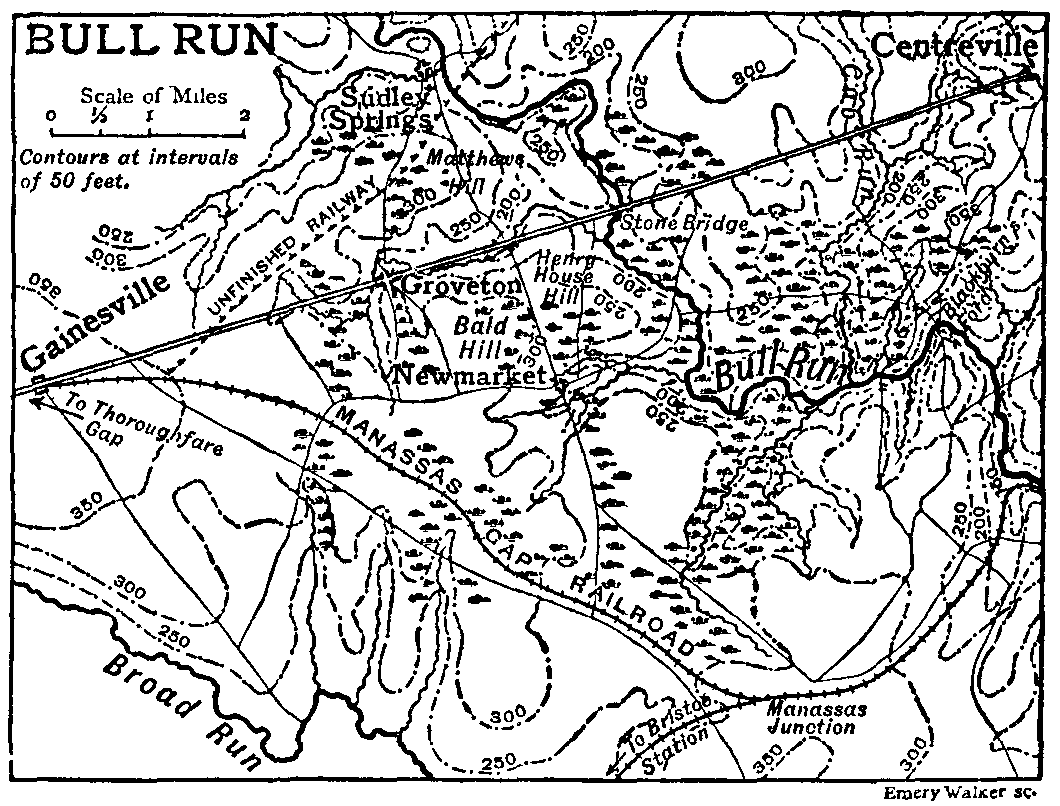 BULL RUN
Scale of Miles
0 ½ 1 2
Contours at intervals
of 50 feet.
Centreville
250
300
250
300
Sudley
Springs
Matthews
Hill
300
250
250
200
Cub Run
200
250
300
350
UNFINISHED RAILWAY
250
300
350
Stone Bridge
Henry
House
Hill
200
250
250
Groveton
Bald
Hill
300
Blackburn's
Fd.
Gainesville
Newmarket
Bull Run
200
250
To Thoroughfare
Gap
MANASSAS GAP RAILROAD
350
300
250
250
200
Broad Run
300
250
To Bristoe
Station
Manassas
Junction
350
300
Emery Walker sc.